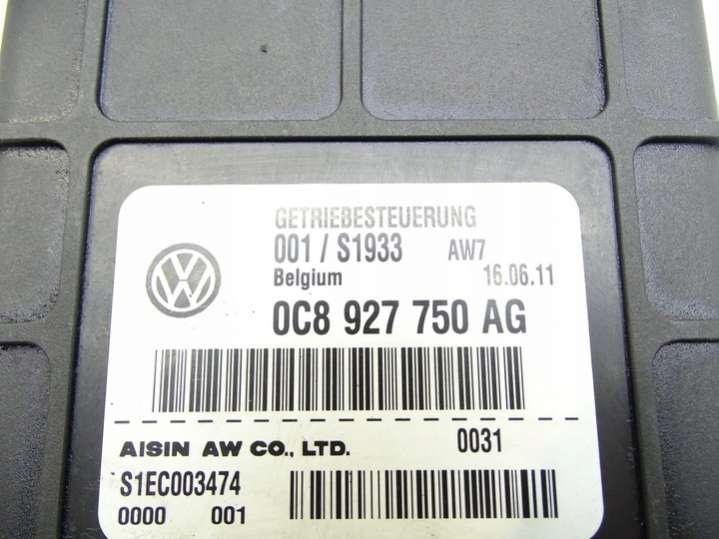 GETRIEBESTEUERUNG
001 / S1933 AW7
Belgium 16.06.11
0C8 927 750 AG
AISIN AW CO., LTD. 0031
S1EC003474
0000 001